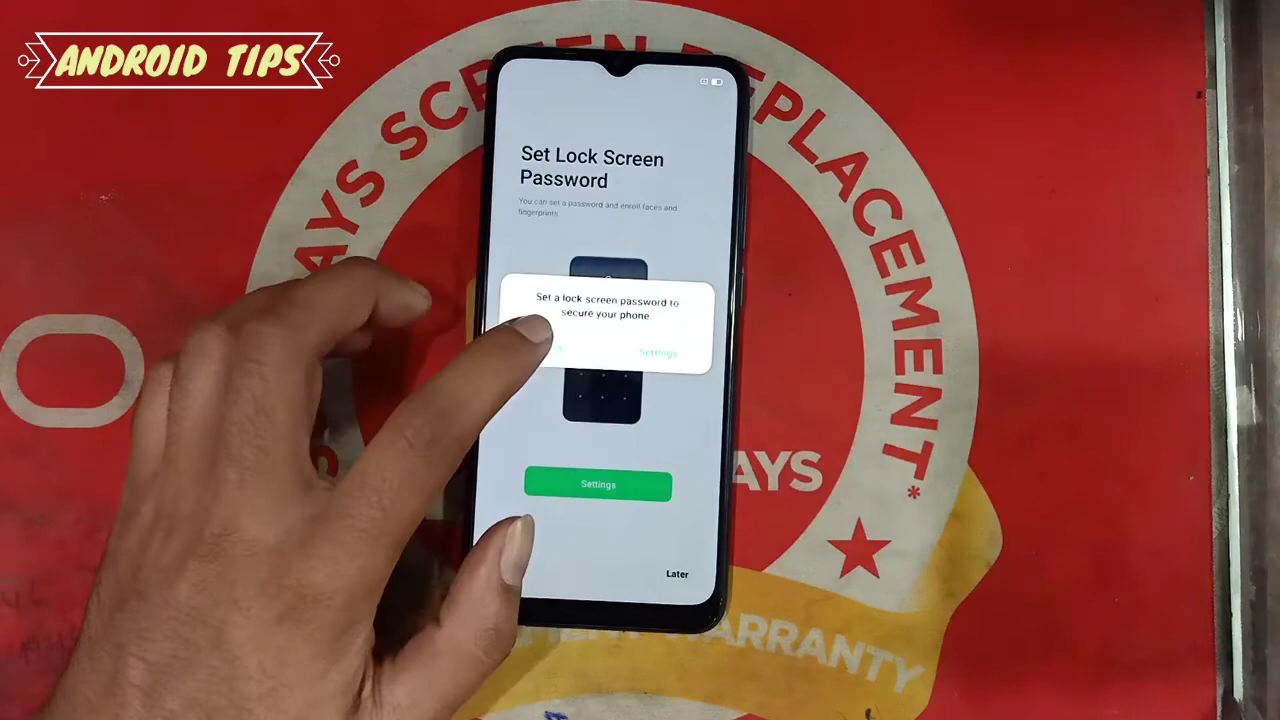 ANDROID TIPS
AYS SCREEN REPLACEMENT*
Set Lock Screen
Password
You can set a password and enroll faces and
fingerprints
Set a lock screen password to
secure your phone.
Settings
AYS
Settings
Later
WARRANTY